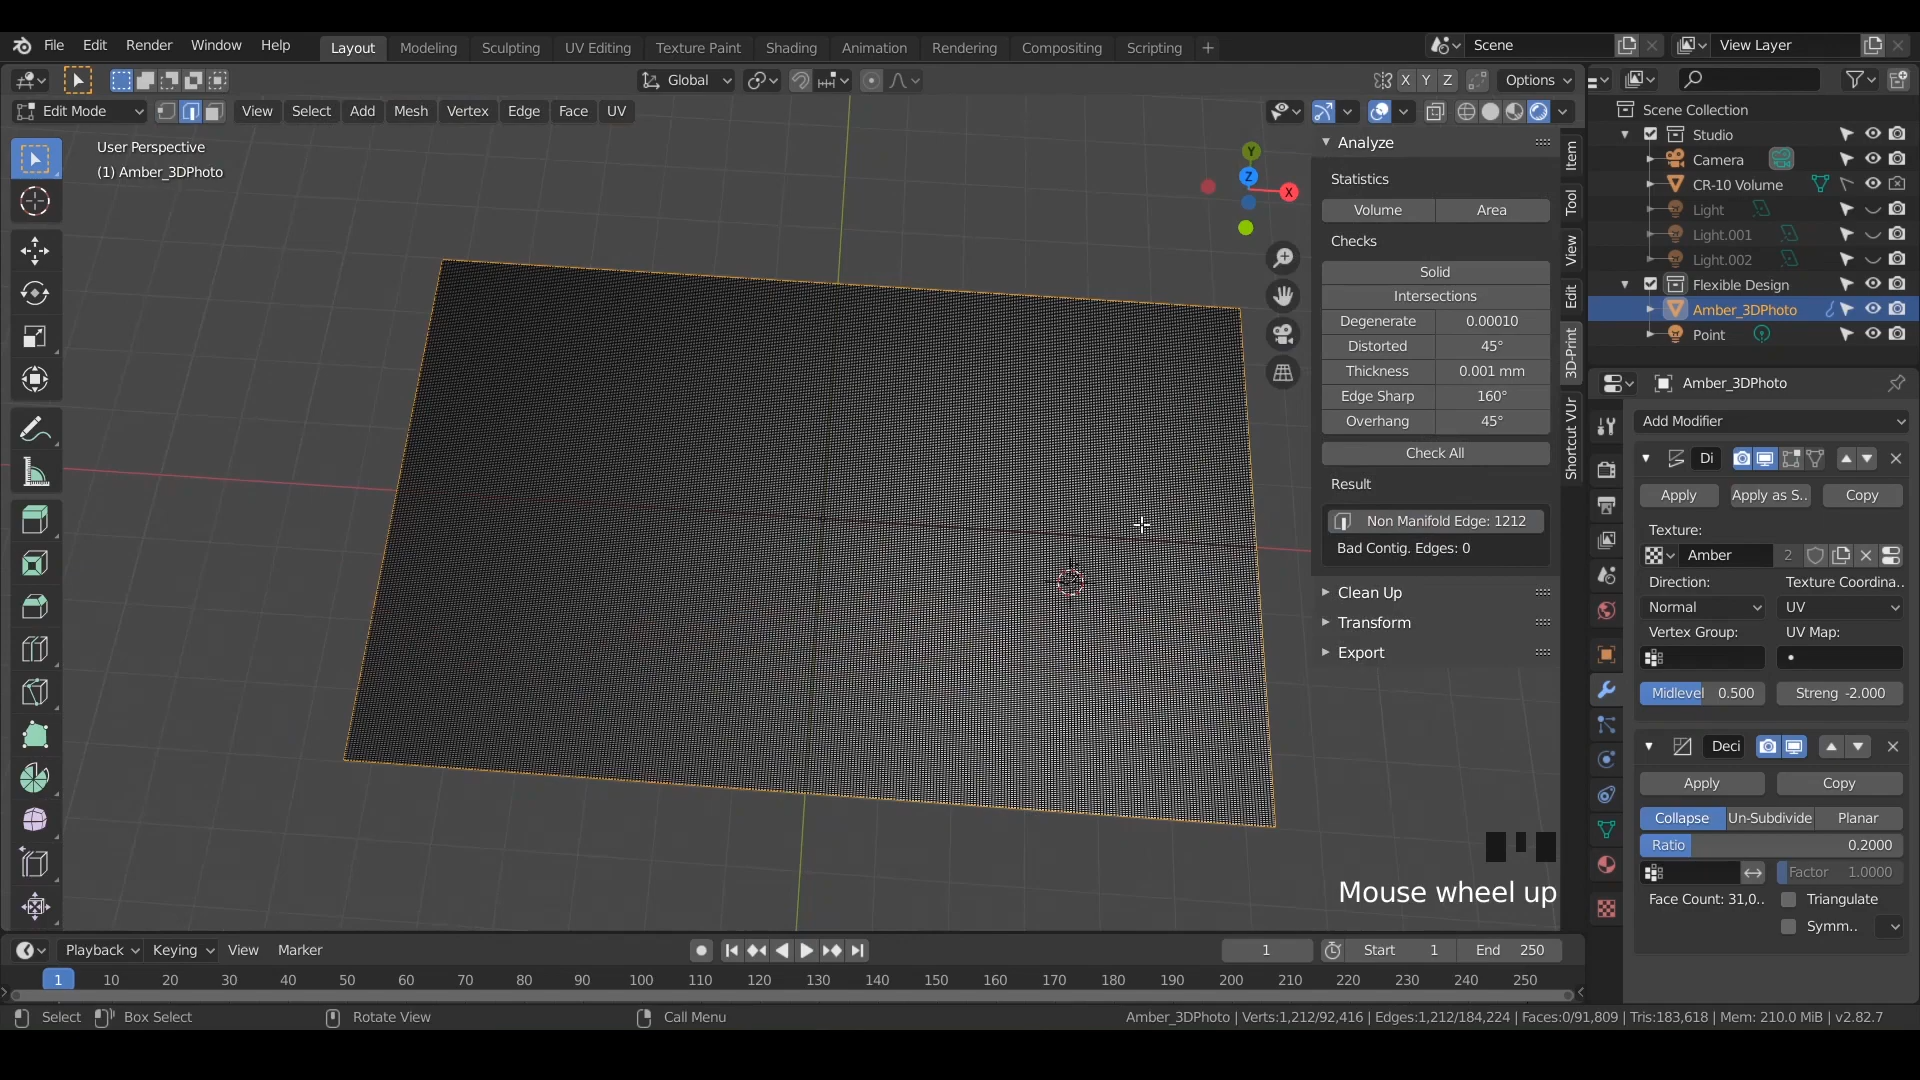 File Edit Render Window Help
Layout Modeling Sculpting UV Editing Texture Paint Shading Animation Rendering Compositing Scripting +
Scene
View Layer
Global
X Y Z
Options
Edit Mode
View Select Add Mesh Vertex Edge Face UV
User Perspective
(1) Amber_3DPhoto
Y
Z
X
Analyze
Statistics
Volume Area
Checks
Solid
Intersections
Degenerate 0.00010
Distorted 45°
Thickness 0.001 mm
Edge Sharp 160°
Overhang 45°
Check All
Result
Non Manifold Edge: 1212
Bad Contig. Edges: 0
Clean Up
Transform
Export
Item
Tool
View
Edit
3D-Print
Shortcut VUr
Mouse wheel up
Scene Collection
Studio
Camera
CR-10 Volume
Light
Light.001
Light.002
Flexible Design
Amber_3DPhoto
Point
Amber_3DPhoto
Add Modifier
Di
Apply Apply as S.. Copy
Texture:
Amber 2
Direction: Texture Coordina..
Normal UV
Vertex Group: UV Map:
Midlevel 0.500 Streng -2.000
Deci
Apply Copy
Collapse Un-Subdivide Planar
Ratio 0.2000
Factor 1.0000
Face Count: 31,0.. Triangulate
Symm..
Playback Keying View Marker
1 Start 1 End 250
1 10 20 30 40 50 60 70 80 90 100 110 120 130 140 150 160 170 180 190 200 210 220 230 240 250
Select Box Select Rotate View Call Menu
Amber_3DPhoto | Verts:1,212/92,416 | Edges:1,212/184,224 | Faces:0/91,809 | Tris:183,618 | Mem: 210.0 MiB | v2.82.7